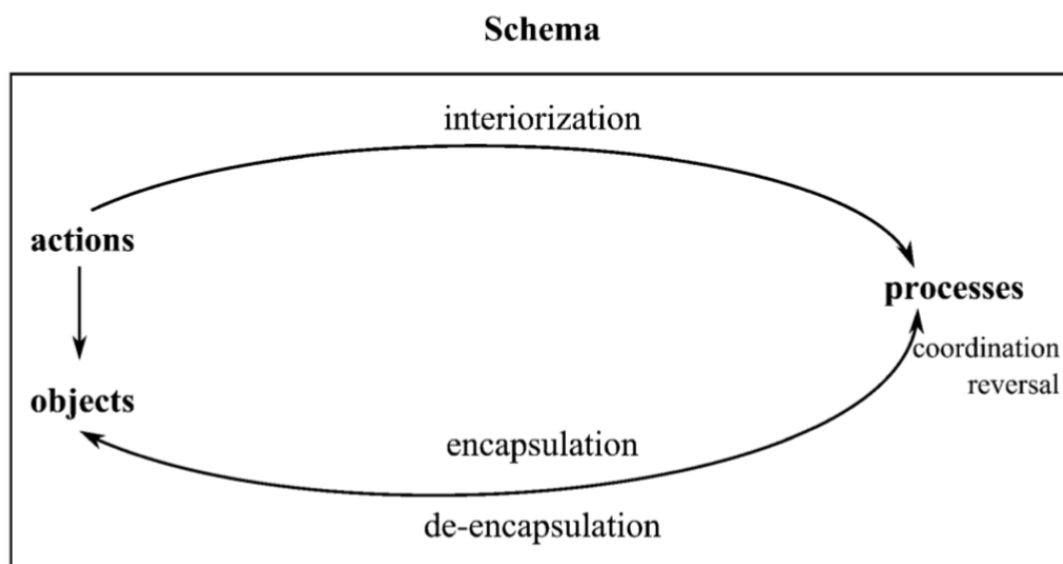 Schema
interiorization
actions
processes
coordination
reversal
objects
encapsulation
de-encapsulation